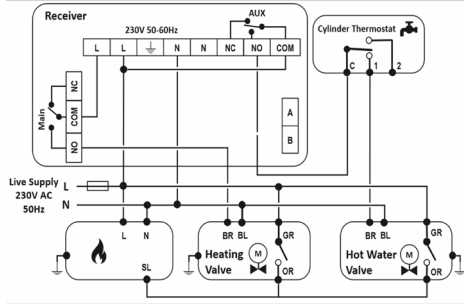 Receiver
AUX
230V 50-60Hz
L L N N NC NO COM
Cylinder Thermostat
C 1 2
Main
NC
COM
NO
A
B
Live Supply
230V AC
50Hz
L
N
L N
SL
BR BL GR
Heating
Valve
M
OR
BR BL GR
Hot Water
Valve
M
OR